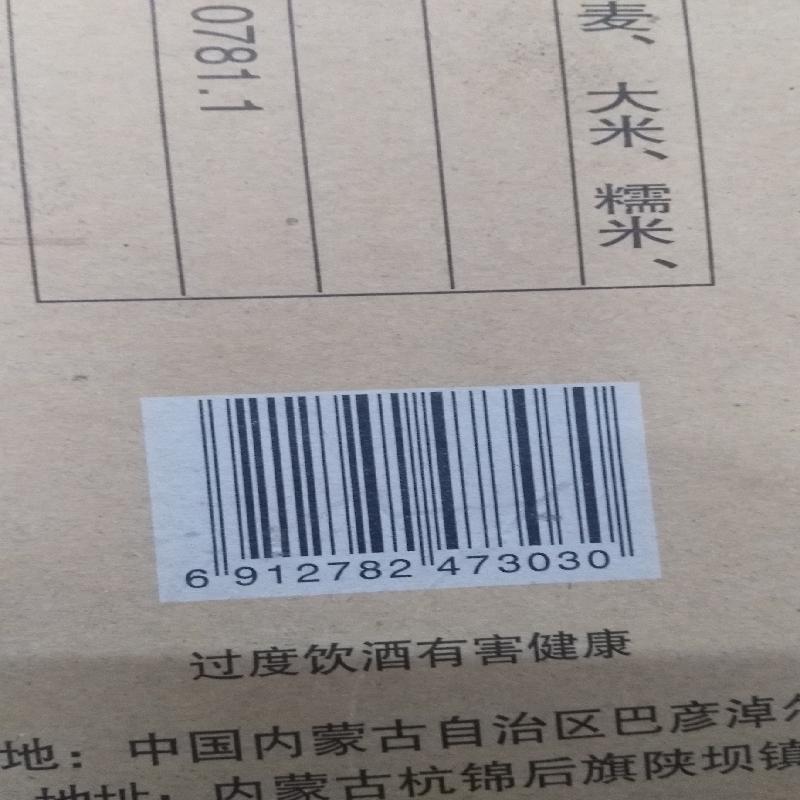 0781.1
麦、大米、糯米、
6 912782 473030
过度饮酒有害健康
地：中国内蒙古自治区巴彦淖尔
地址：内蒙古杭锦后旗陕坝镇